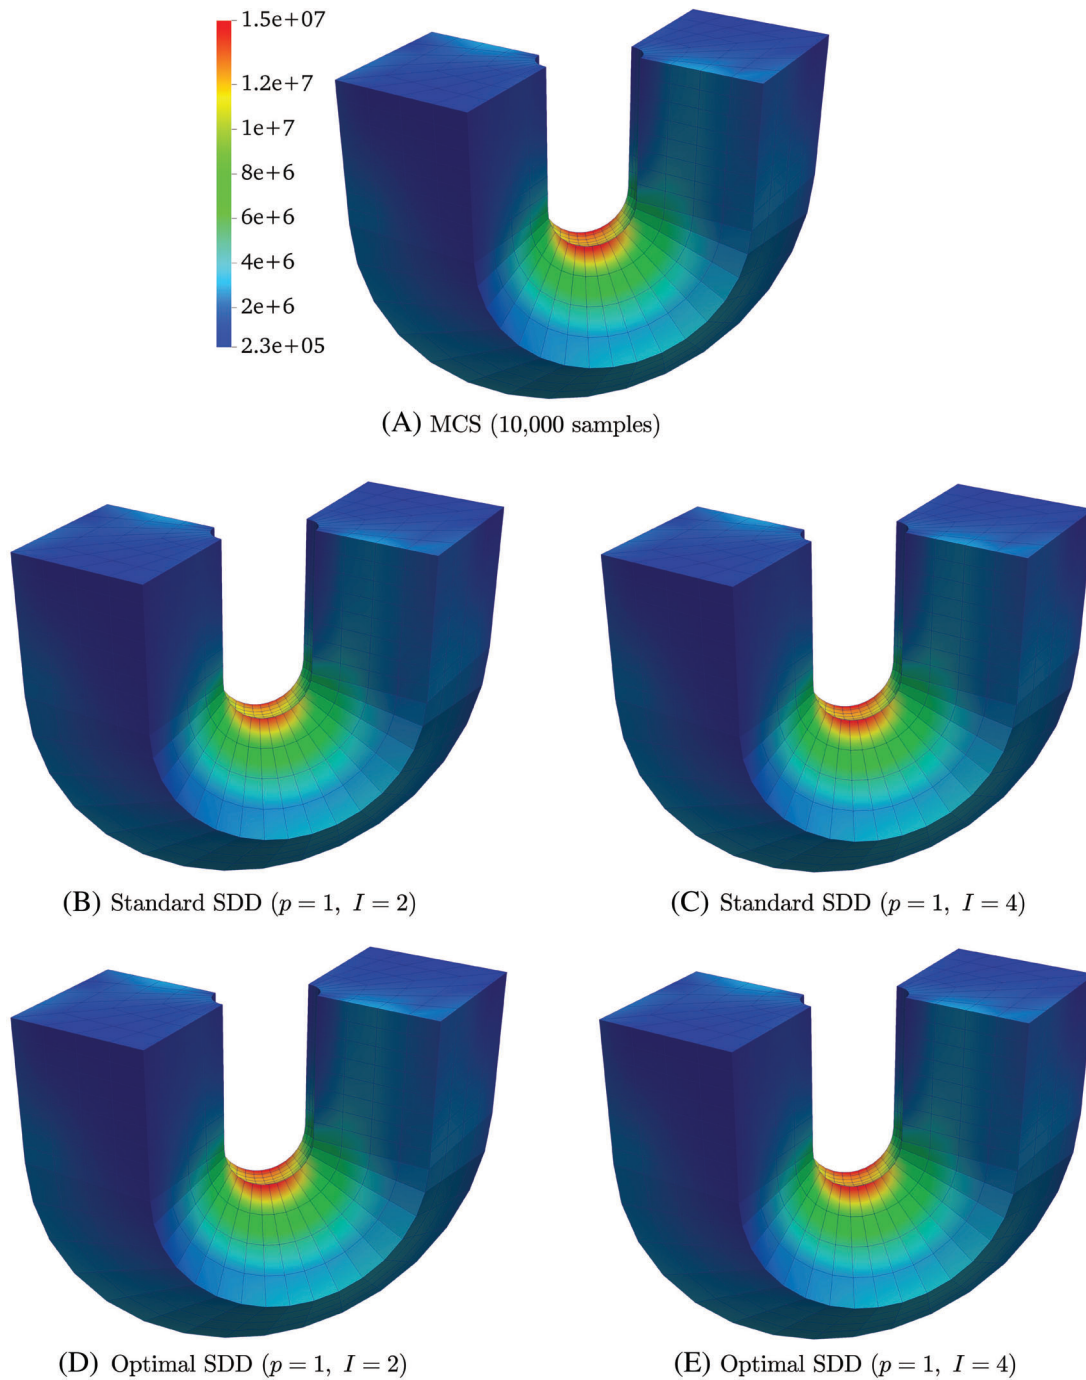 1.5e+07
1.2e+7
1e+7
8e+6
6e+6
4e+6
2e+6
2.3e+05
(A) MCS (10,000 samples)
(B) Standard SDD (p = 1, I = 2)
(C) Standard SDD (p = 1, I = 4)
(D) Optimal SDD (p = 1, I = 2)
(E) Optimal SDD (p = 1, I = 4)